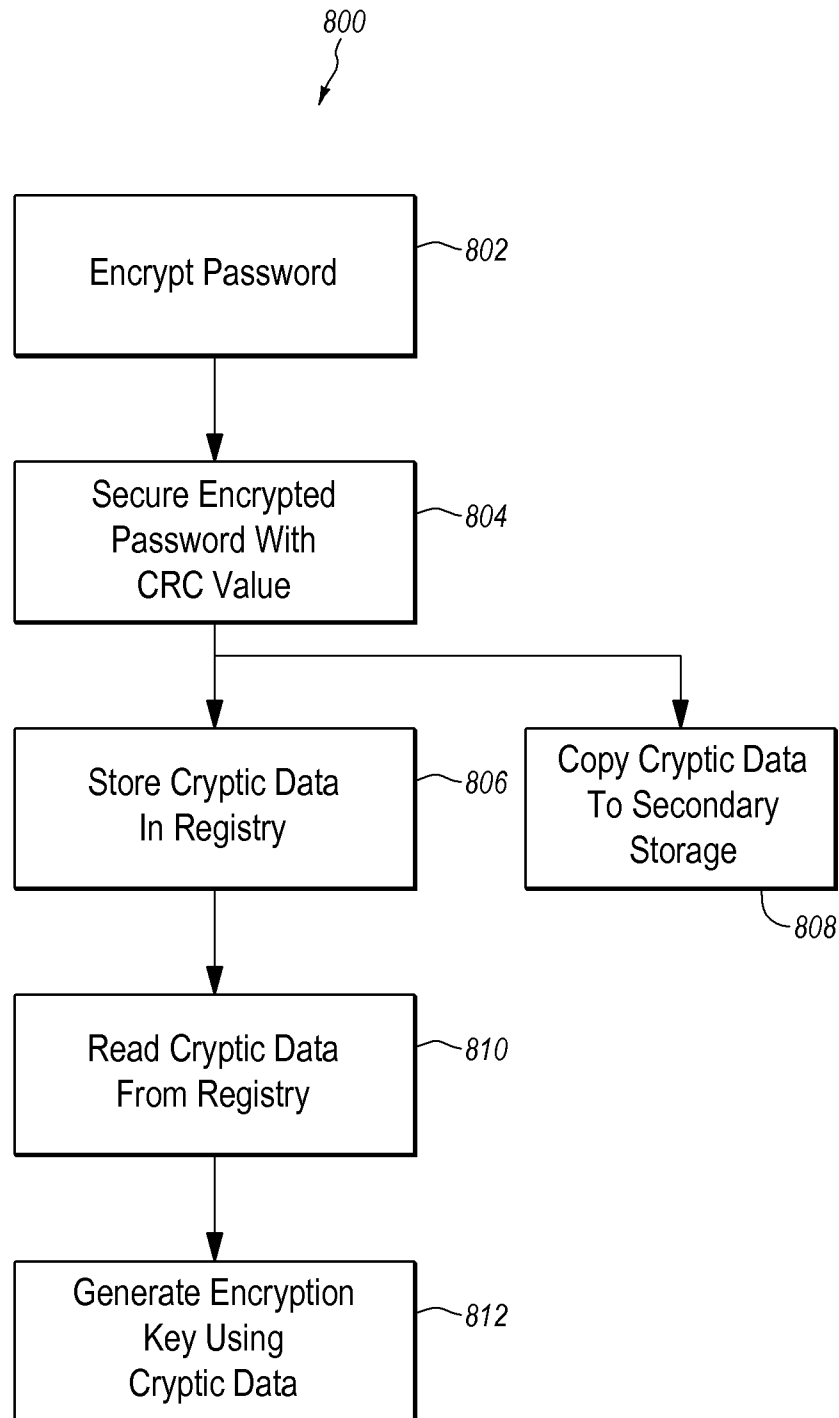 800
Encrypt Password
802
Secure Encrypted
Password With
CRC Value
804
Store Cryptic Data
In Registry
806
Copy Cryptic Data
To Secondary
Storage
808
Read Cryptic Data
From Registry
810
Generate Encryption
Key Using
Cryptic Data
812